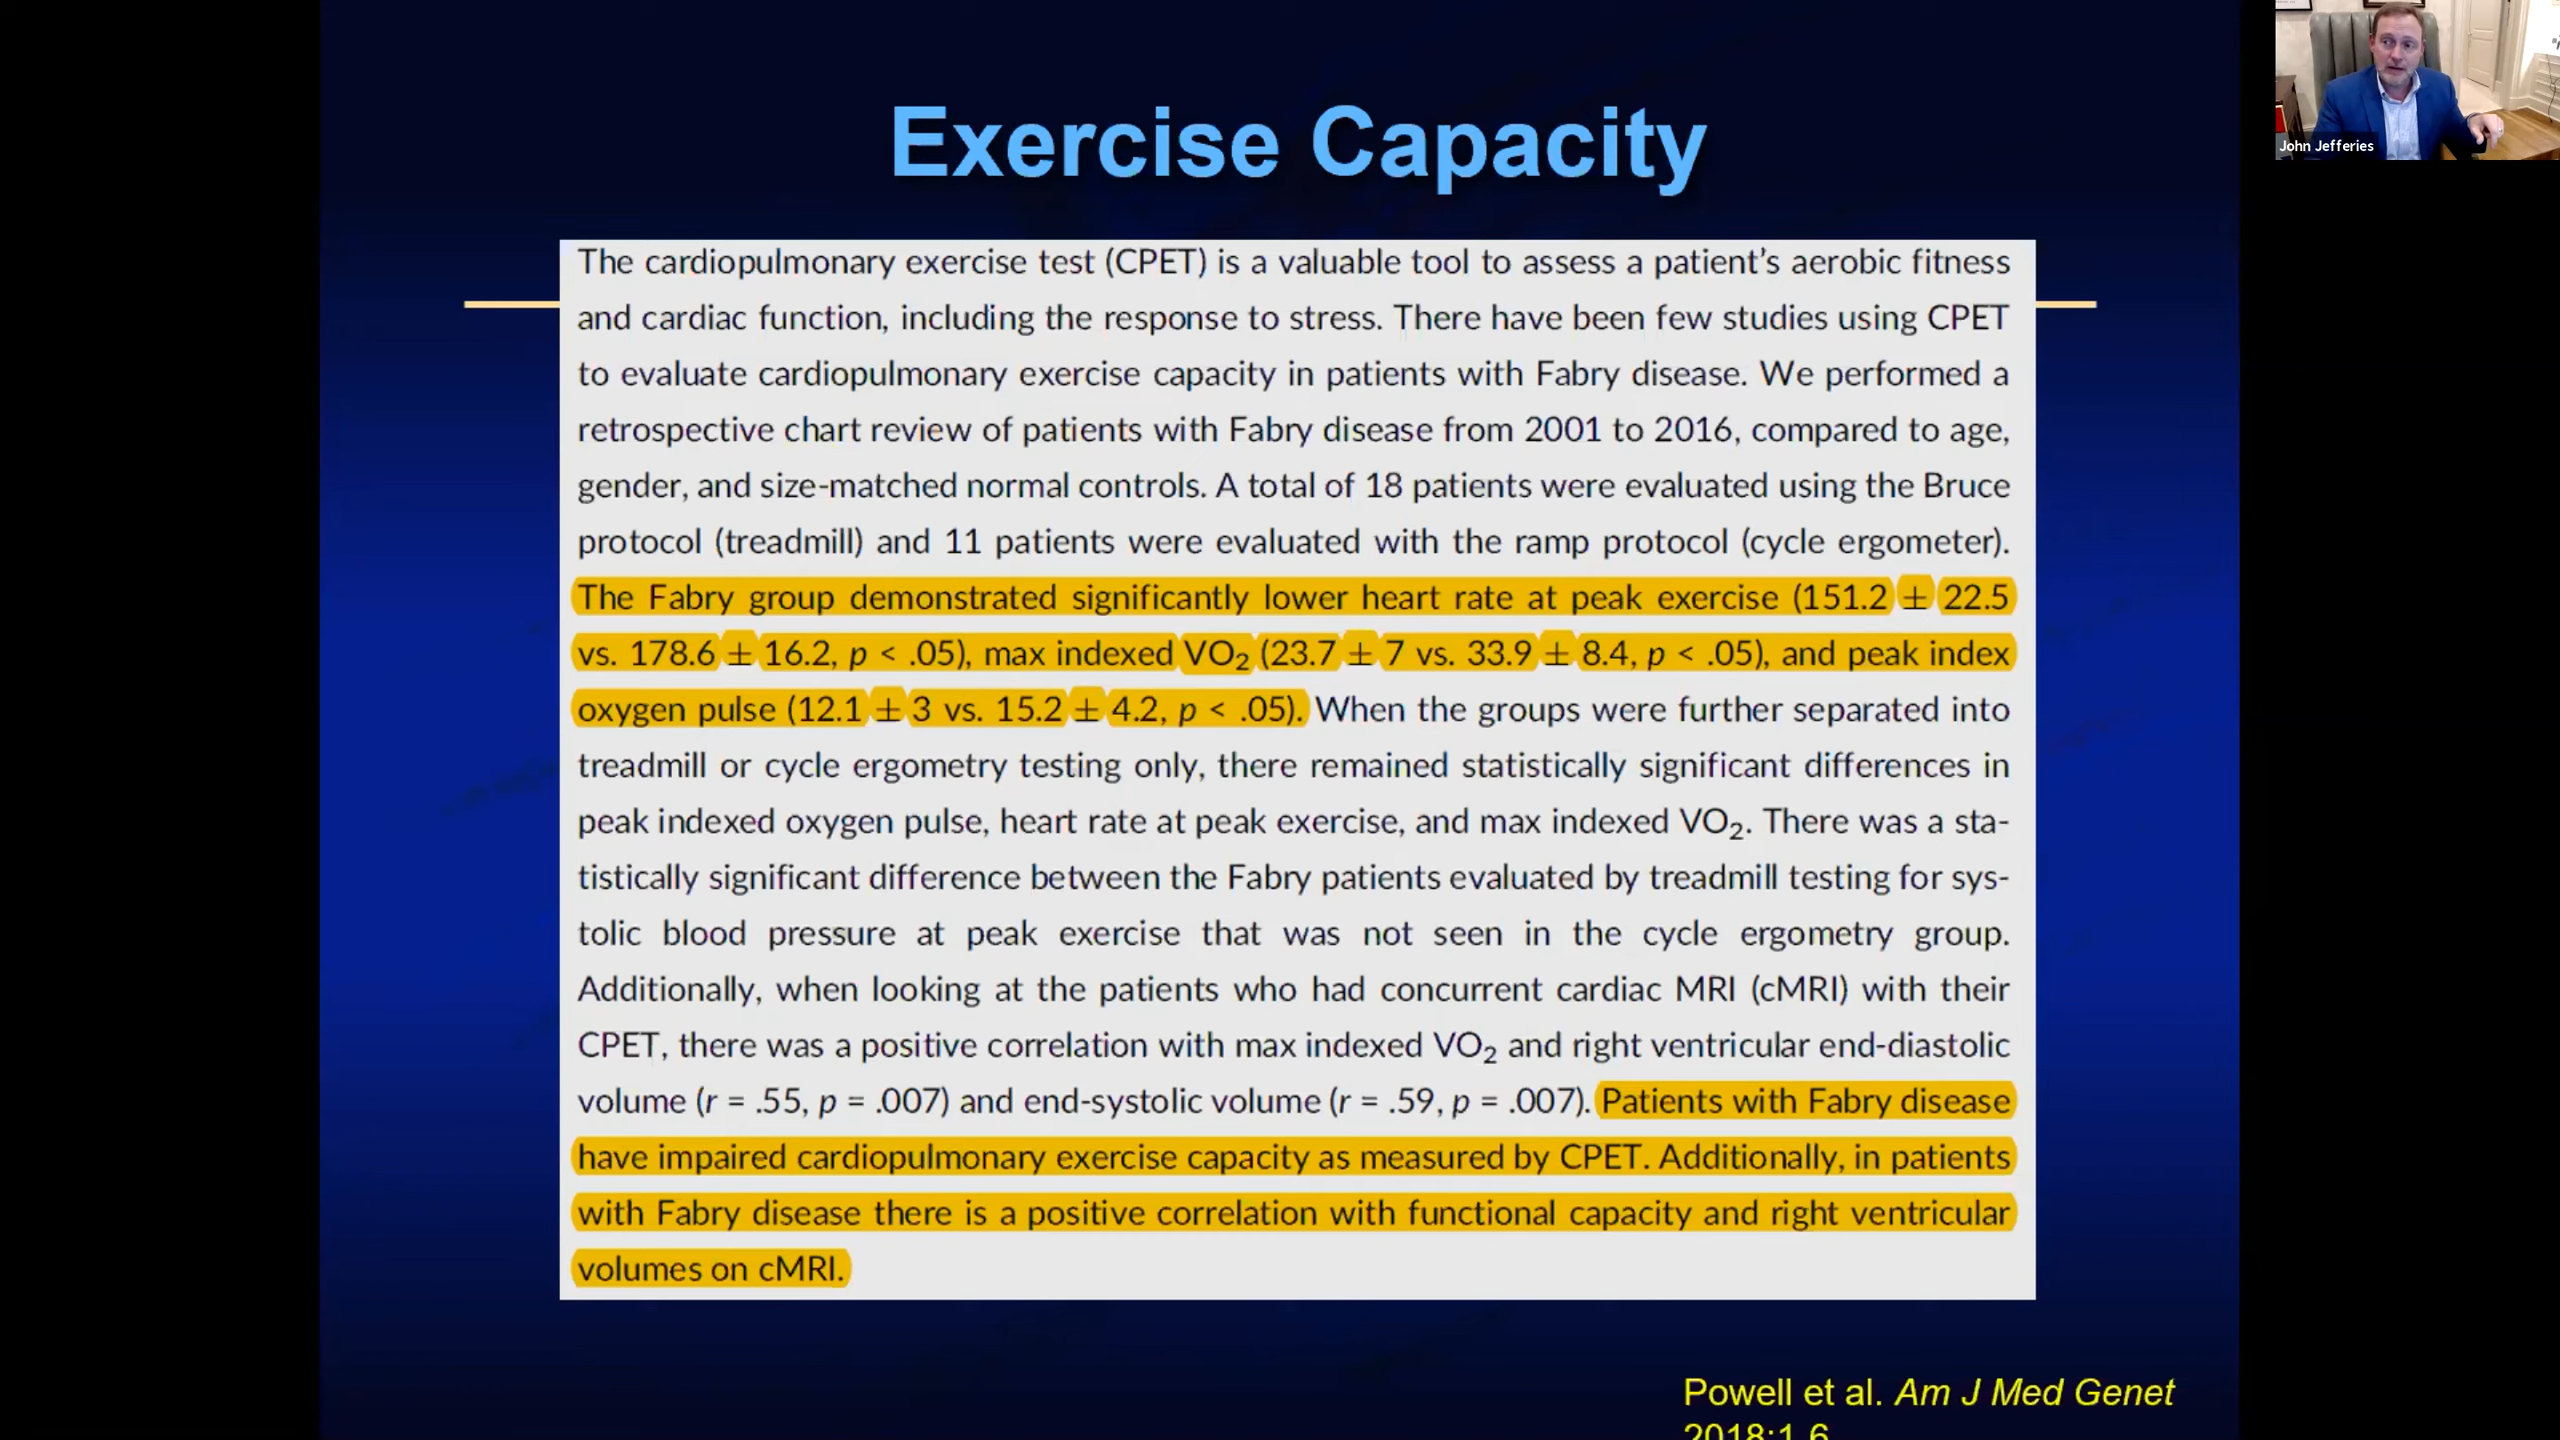 Exercise Capacity
John Jefferies
The cardiopulmonary exercise test (CPET) is a valuable tool to assess a patient’s aerobic fitness
and cardiac function, including the response to stress. There have been few studies using CPET
to evaluate cardiopulmonary exercise capacity in patients with Fabry disease. We performed a
retrospective chart review of patients with Fabry disease from 2001 to 2016, compared to age,
gender, and size-matched normal controls. A total of 18 patients were evaluated using the Bruce
protocol (treadmill) and 11 patients were evaluated with the ramp protocol (cycle ergometer).
The Fabry group demonstrated significantly lower heart rate at peak exercise (151.2 ± 22.5
vs. 178.6 ± 16.2, p < .05), max indexed VO₂ (23.7 ± 7 vs. 33.9 ± 8.4, p < .05), and peak index
oxygen pulse (12.1 ± 3 vs. 15.2 ± 4.2, p < .05). When the groups were further separated into
treadmill or cycle ergometry testing only, there remained statistically significant differences in
peak indexed oxygen pulse, heart rate at peak exercise, and max indexed VO₂. There was a sta-
tistically significant difference between the Fabry patients evaluated by treadmill testing for sys-
tolic blood pressure at peak exercise that was not seen in the cycle ergometry group.
Additionally, when looking at the patients who had concurrent cardiac MRI (cMRI) with their
CPET, there was a positive correlation with max indexed VO₂ and right ventricular end-diastolic
volume (r = .55, p = .007) and end-systolic volume (r = .59, p = .007). Patients with Fabry disease
have impaired cardiopulmonary exercise capacity as measured by CPET. Additionally, in patients
with Fabry disease there is a positive correlation with functional capacity and right ventricular
volumes on cMRI.
Powell et al. Am J Med Genet
2018:1-6